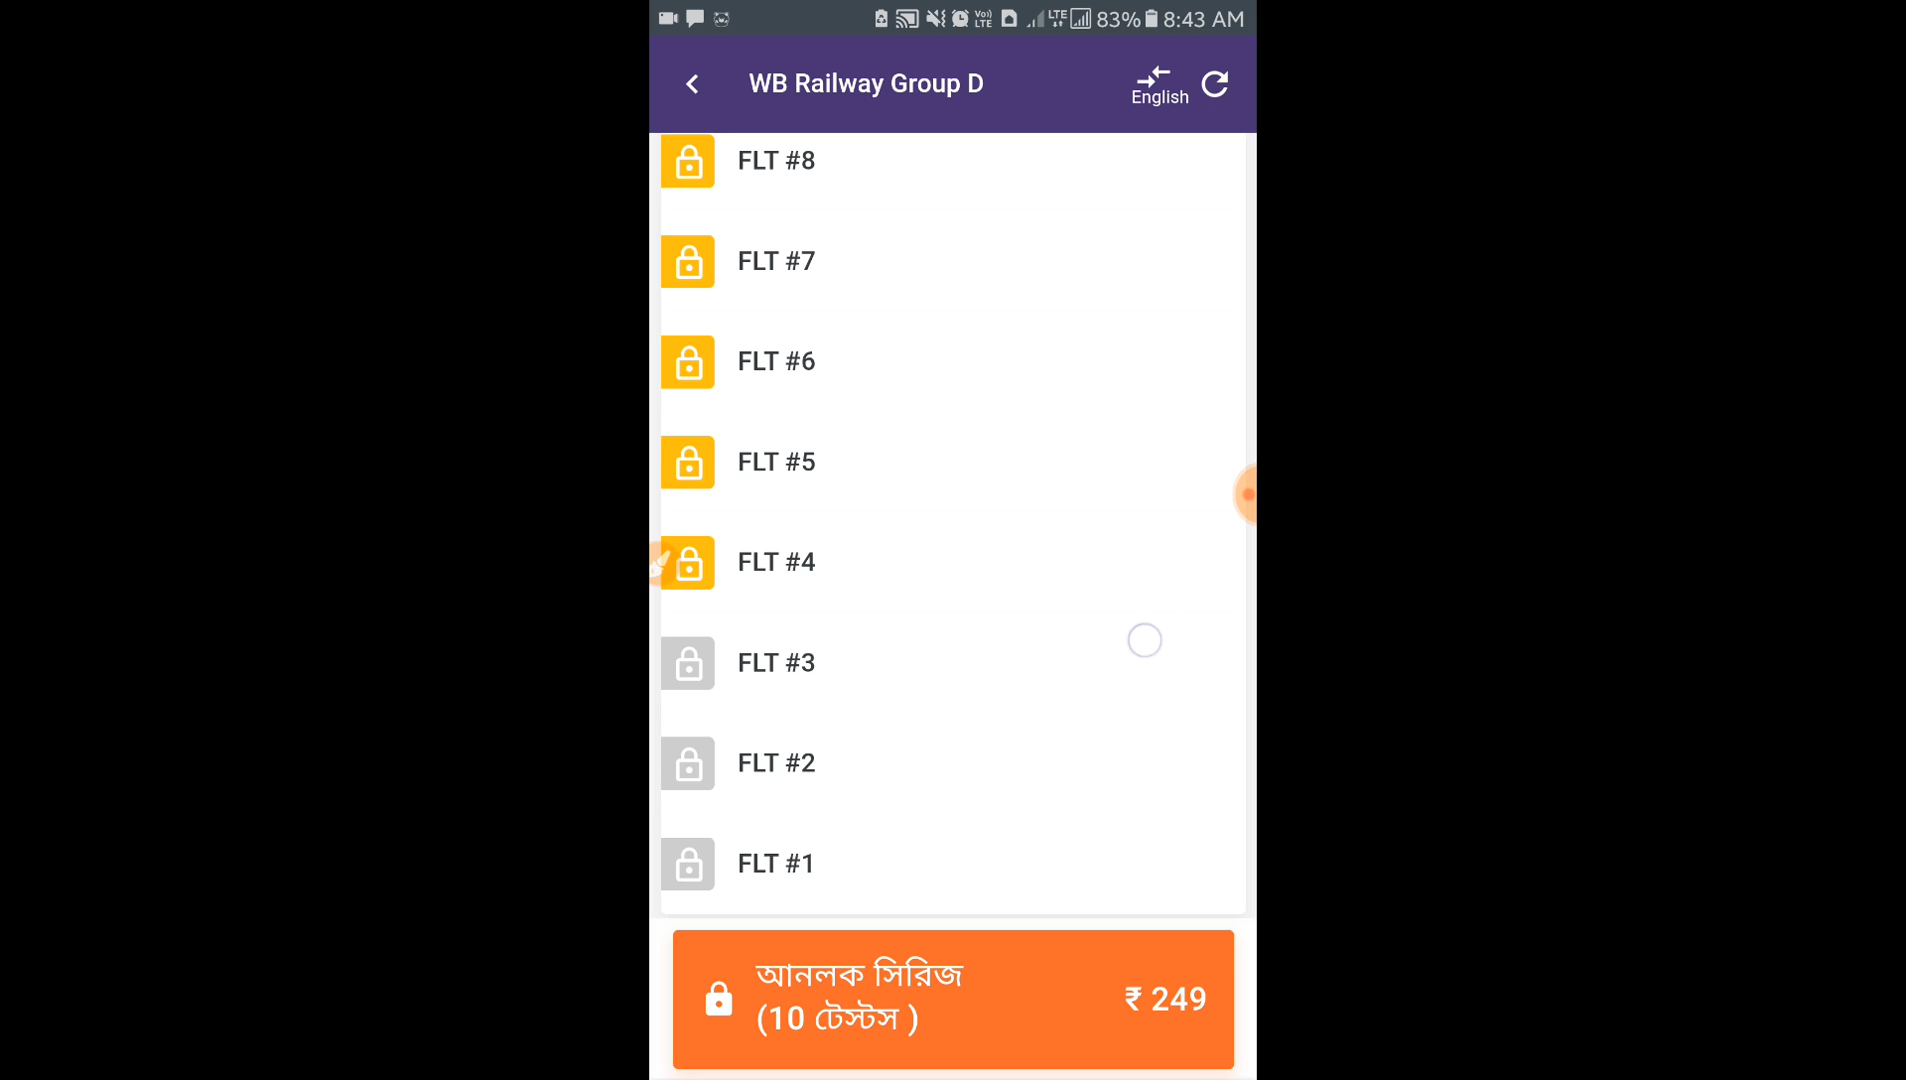 83% 8:43 AM
WB Railway Group D
English
FLT #8
FLT #7
FLT #6
FLT #5
FLT #4
FLT #3
FLT #2
FLT #1
আনলক সিরিজ
(10 টেস্টস )
₹ 249